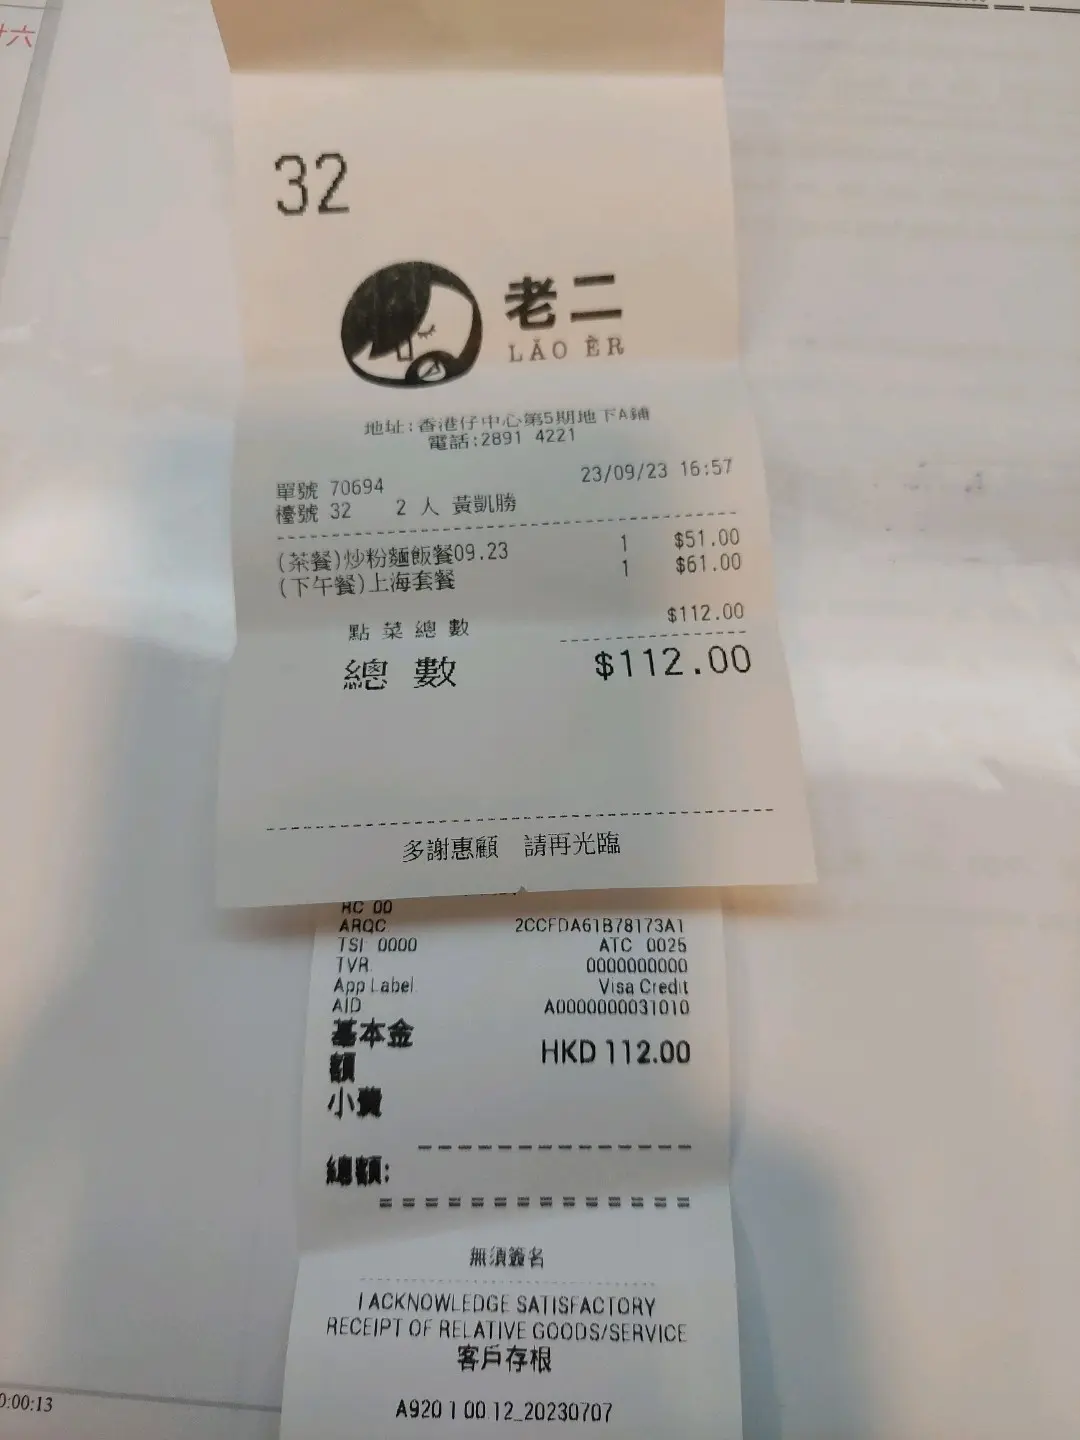 十六
32
老二
LǍO ÈR
地址:香港仔中心第5期地下A鋪
電話:2891 4221
單號 70694 23/09/23 16:57
檯號 32 2 人 黃凱勝
(茶餐)炒粉麵飯餐09.23 1 $51.00
(下午餐)上海套餐 1 $61.00
點菜總數 $112.00
總數 $112.00
多謝惠顧 請再光臨
RC 00
ARQC 2CCFDA61B78173A1
TSI 0000 ATC 0025
TVR 0000000000
App Label Visa Credit
AID A0000000031010
基本金 HKD 112.00
額
小費
總額:
無須簽名
I ACKNOWLEDGE SATISFACTORY
RECEIPT OF RELATIVE GOODS/SERVICE
客戶存根
A920 1 00 12_20230707
0:00:13